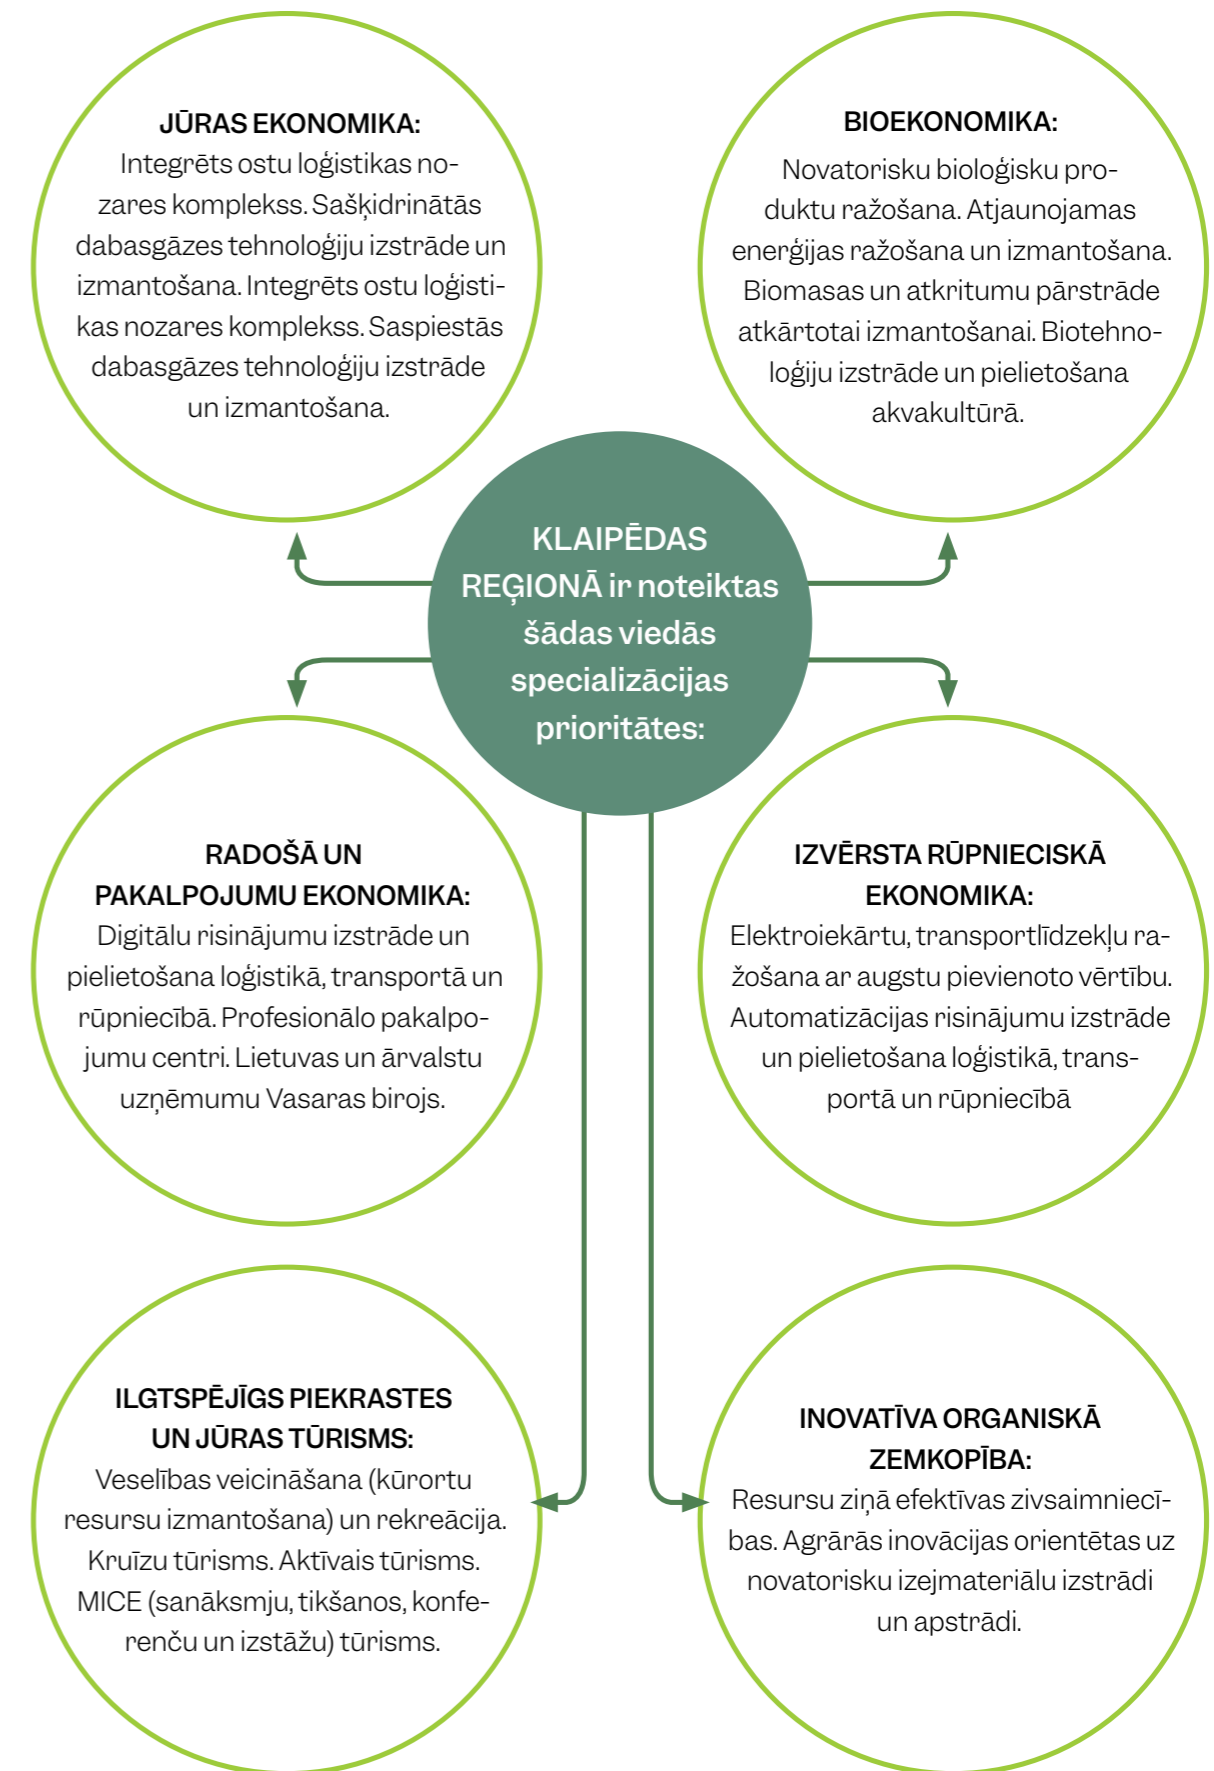 JŪRAS EKONOMIKA:
Integrēts ostu loģistikas no-
zares komplekss. Sašķidrinātās
dabasgāzes tehnoloģiju izstrāde un
izmantošana. Integrēts ostu loģisti-
kas nozares komplekss. Saspiestās
dabasgāzes tehnoloģiju izstrāde
un izmantošana.
BIOEKONOMIKA:
Novatorisku bioloģisku pro-
duktu ražošana. Atjaunojamas
enerģijas ražošana un izmantošana.
Biomasas un atkritumu pārstrāde
atkārtotai izmantošanai. Biotehno-
loģiju izstrāde un pielietošana
akvakultūrā.
KLAIPĒDAS
REĢIONĀ ir noteiktas
šādas viedās
specializācijas
prioritātes:
RADOŠĀ UN
PAKALPOJUMU EKONOMIKA:
Digitālu risinājumu izstrāde un
pielietošana loģistikā, transportā un
rūpniecībā. Profesionālo pakalpo-
jumu centri. Lietuvas un ārvalstu
uzņēmumu Vasaras birojs.
IZVĒRSTA RŪPNIECISKĀ
EKONOMIKA:
Elektroiekārtu, transportlīdzekļu ra-
žošana ar augstu pievienoto vērtību.
Automatizācijas risinājumu izstrāde
un pielietošana loģistikā, trans-
portā un rūpniecībā
ILGTSPĒJĪGS PIEKRASTES
UN JŪRAS TŪRISMS:
Veselības veicināšana (kūrortu
resursu izmantošana) un rekreācija.
Kruīzu tūrisms. Aktīvais tūrisms.
MICE (sanāksmju, tikšanos, konfe-
renču un izstāžu) tūrisms.
INOVATĪVA ORGANISKĀ
ZEMKOPĪBA:
Resursu ziņā efektīvas zivsaimniecī-
bas. Agrārās inovācijas orientētas uz
novatorisku izejmateriālu izstrādi
un apstrādi.